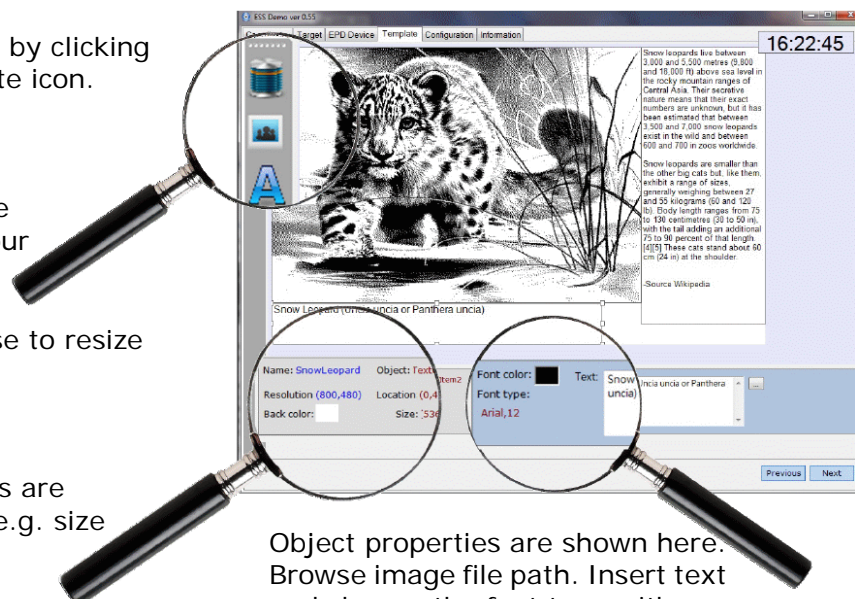 ESS Demo ver 0.55
Target EPD Device Template Configuration Information
16:22:45
by clicking
te icon.
e
our
se to resize
s are
e.g. size
A
Snow leopards live between
3,000 and 5,500 metres (9,800
and 18,000 ft) above sea level in
the rocky mountain ranges of
Central Asia. Their secretive
nature means that their exact
numbers are unknown, but it has
been estimated that between
3,500 and 7,000 snow leopards
exist in the wild and between
600 and 700 in zoos worldwide.
Snow leopards are smaller than
the other big cats but, like them,
exhibit a range of sizes,
generally weighing between 27
and 55 kilograms (60 and 120
lb). Body length ranges from 75
to 130 centimetres (30 to 50 in),
with the tail adding an additional
75 to 90 percent of that length.
[4][5] These cats stand about 60
cm (24 in) at the shoulder.
-Source Wikipedia
Snow Leopard (Uncia uncia or Panthera uncia)
Name: SnowLeopard Object: Text
Item2
Resolution (800,480) Location (0,4
Back color: Size: 536
Font color: Text: Snow
Uncia uncia or Panthera
uncia)
Font type:
Arial,12
...
Previous Next
Object properties are shown here.
Browse image file path. Insert text